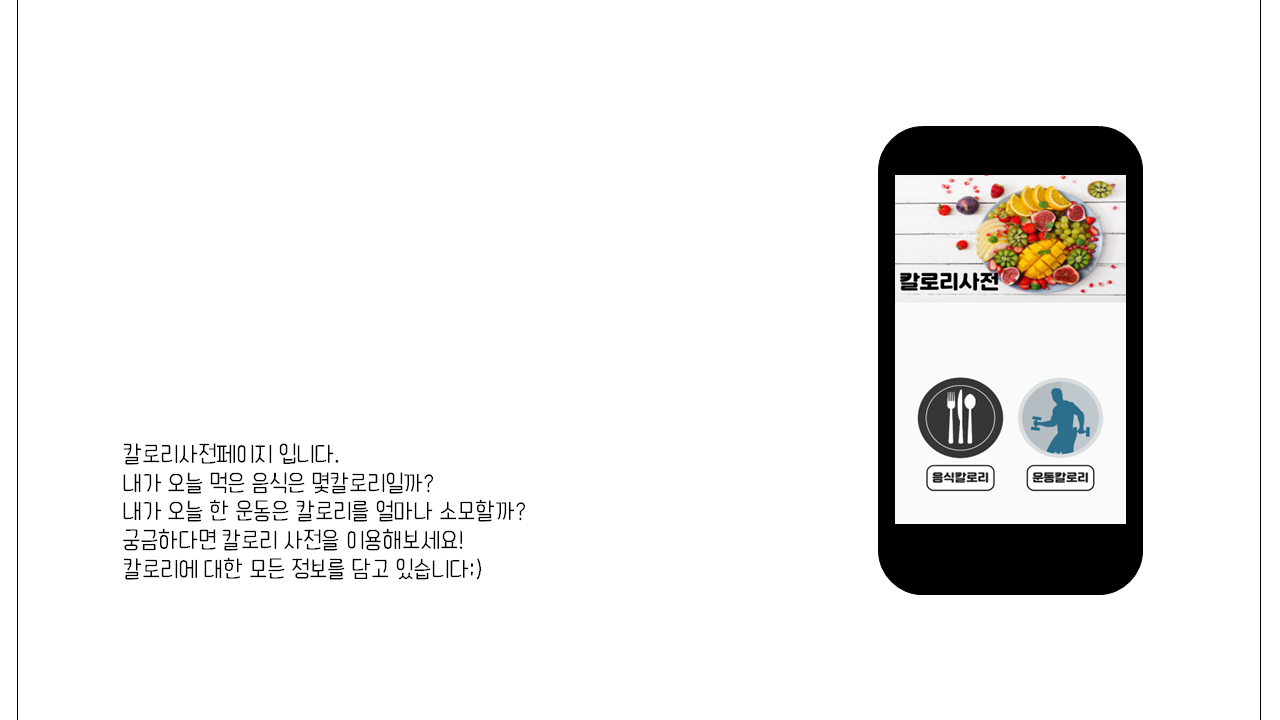 칼로리사전페이지 입니다.
내가 오늘 먹은 음식은 몇칼로리일까?
내가 오늘 한 운동은 칼로리를 얼마나 소모할까?
궁금하다면 칼로리 사전을 이용해보세요!
칼로리에 대한 모든 정보를 담고 있습니다:)
칼로리사전
음식칼로리
운동칼로리